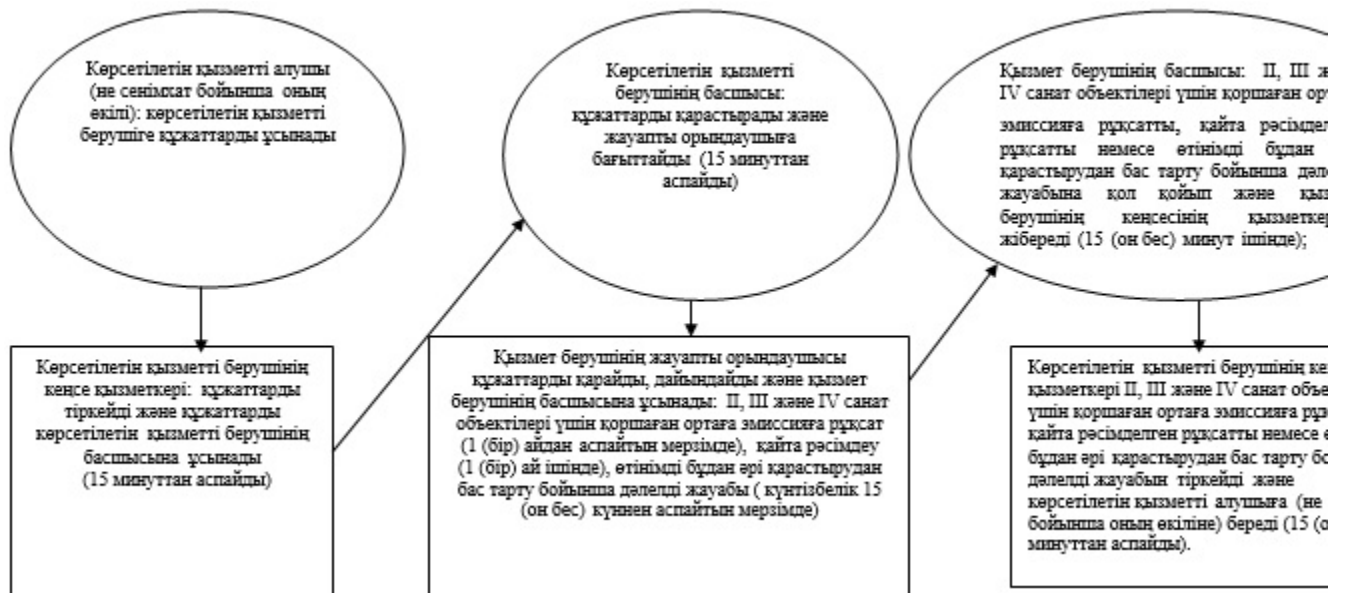 Көрсетілетін қызметті алушы
(не сенімхат бойынша оның
өкілі): көрсетілетін қызметті
берушіге құжаттарды ұсынады
Көрсетілетін қызметті берушінің
кеңсе қызметкері: құжаттарды
тіркейді және құжаттарды
көрсетілетін қызметті берушінің
басшысына ұсынады
(15 минуттан аспайды)
Көрсетілетін қызметті
берушінің басшысы:
құжаттарды қарастырады және
жауапты орындаушыға
бағыттайды (15 минуттан
аспайды)
Қызмет берушінің жауапты орындаушысы
құжаттарды қарайды, дайындайды және қызмет
берушінің басшысына ұсынады: II, III және IV санат
объектілері үшін қоршаған ортаға эмиссияға рұқсат
(1 (бір) айдан аспайтын мерзімде), қайта рәсімдеу
(1 (бір) ай ішінде), өтінімді бұдан әрі қарастырудан
бас тарту бойынша дәлелді жауабы ( күнтізбелік 15
(он бес) күннен аспайтын мерзімде)
Қызмет берушінің басшысы: II, III
IV санат объектілері үшін қоршаған
эмиссияға рұқсатты, қайта
рұқсатты немесе өтінімді бұдан
қарастырудан бас тарту бойынша
жауабына қол қойып және
берушінің кеңсесінің
жібереді (15 (он бес) минут ішінде);
Көрсетілетін қызметті берушінің
қызметкері II, III және IV санат
үшін қоршаған ортаға эмиссияға
қайта рәсімделген рұқсатты немесе
бұдан әрі қарастырудан бас тарту
дәлелді жауабын тіркейді және
көрсетілетін қызметті алушыға (не
бойынша оның өкіліне) береді (15
минуттан аспайды).